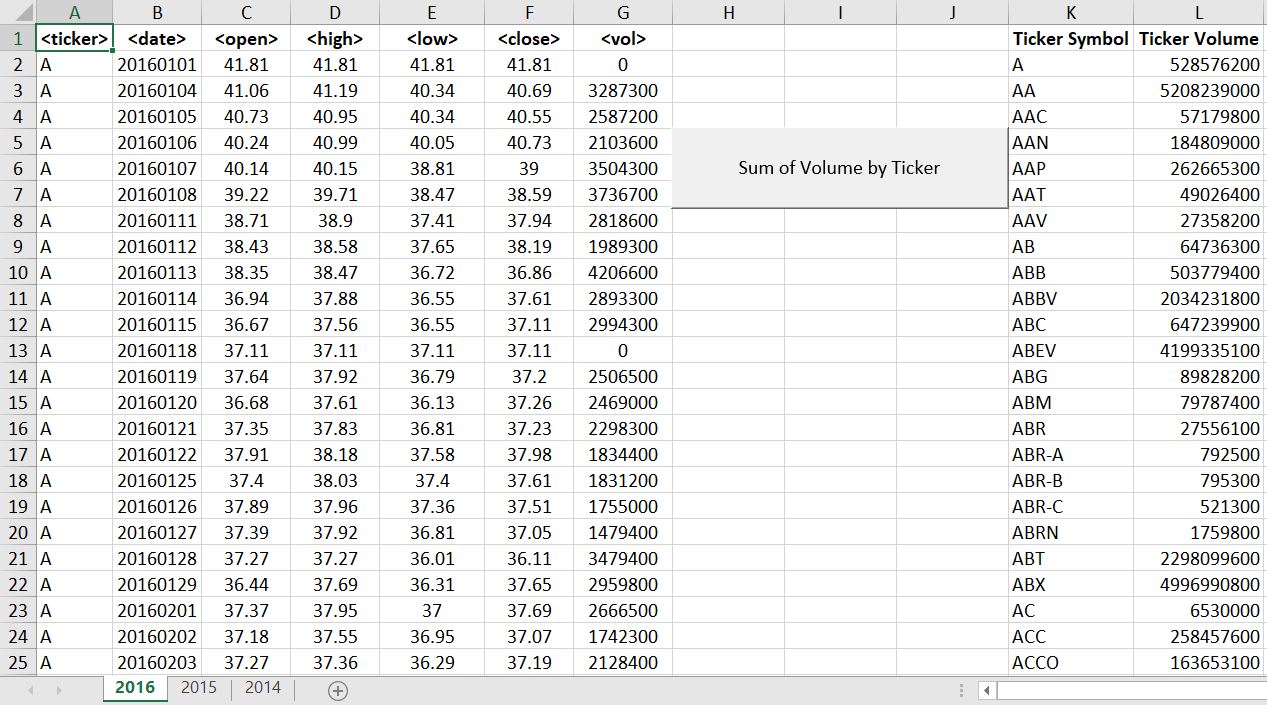 A B C D E F G H I J K L
1 <ticker> <date> <open> <high> <low> <close> <vol> Ticker Symbol Ticker Volume
2 A 20160101 41.81 41.81 41.81 41.81 0 A 528576200
3 A 20160104 41.06 41.19 40.34 40.69 3287300 AA 5208239000
4 A 20160105 40.73 40.95 40.34 40.55 2587200 AAC 57179800
5 A 20160106 40.24 40.99 40.05 40.73 2103600 AAN 184809000
6 A 20160107 40.14 40.15 38.81 39 3504300 Sum of Volume by Ticker AAP 262665300
7 A 20160108 39.22 39.71 38.47 38.59 3736700 AAT 49026400
8 A 20160111 38.71 38.9 37.41 37.94 2818600 AAV 27358200
9 A 20160112 38.43 38.58 37.65 38.19 1989300 AB 64736300
10 A 20160113 38.35 38.47 36.72 36.86 4206600 ABB 503779400
11 A 20160114 36.94 37.88 36.55 37.61 2893300 ABBV 2034231800
12 A 20160115 36.67 37.56 36.55 37.11 2994300 ABC 647239900
13 A 20160118 37.11 37.11 37.11 37.11 0 ABEV 4199335100
14 A 20160119 37.64 37.92 36.79 37.2 2506500 ABG 89828200
15 A 20160120 36.68 37.61 36.13 37.26 2469000 ABM 79787400
16 A 20160121 37.35 37.83 36.81 37.23 2298300 ABR 27556100
17 A 20160122 37.91 38.18 37.58 37.98 1834400 ABR-A 792500
18 A 20160125 37.4 38.03 37.4 37.61 1831200 ABR-B 795300
19 A 20160126 37.89 37.96 37.36 37.51 1755000 ABR-C 521300
20 A 20160127 37.39 37.92 36.81 37.05 1479400 ABRN 1759800
21 A 20160128 37.27 37.27 36.01 36.11 3479400 ABT 2298099600
22 A 20160129 36.44 37.69 36.31 37.65 2959800 ABX 4996990800
23 A 20160201 37.37 37.95 37 37.69 2666500 AC 6530000
24 A 20160202 37.18 37.55 36.95 37.07 1742300 ACC 258457600
25 A 20160203 37.27 37.36 36.29 37.19 2128400 ACCO 163653100
2016 2015 2014